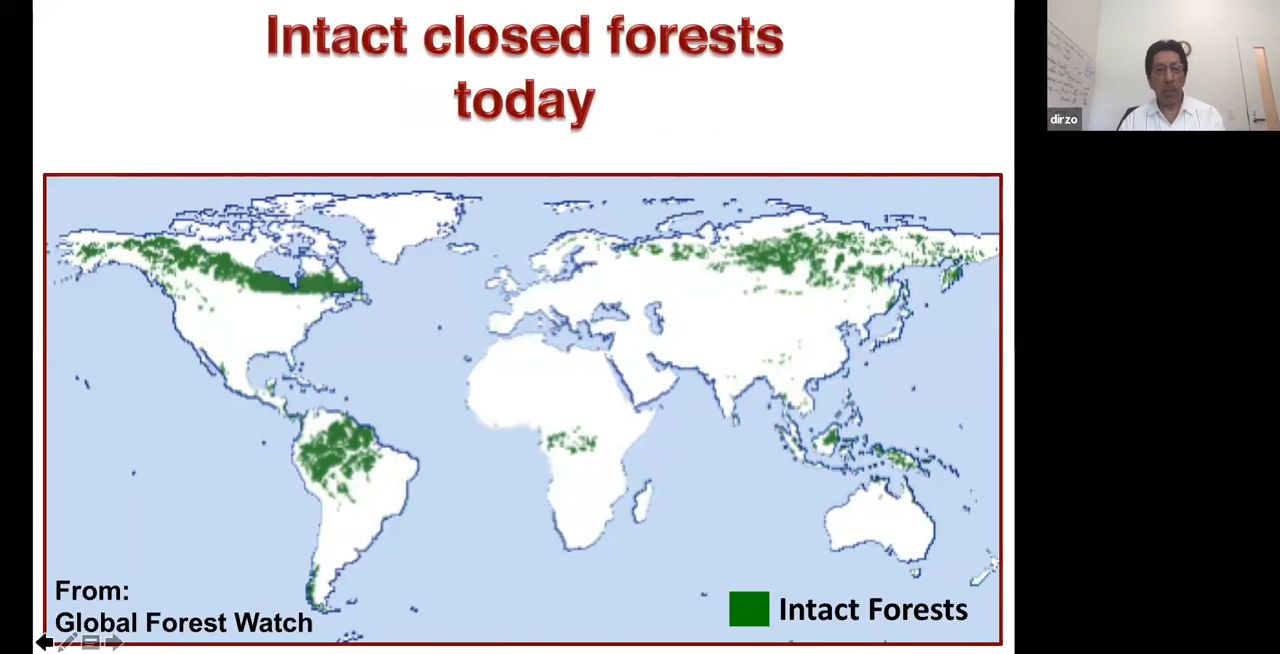 Intact closed forests
today
dirzo
From:
Global Forest Watch
Intact Forests